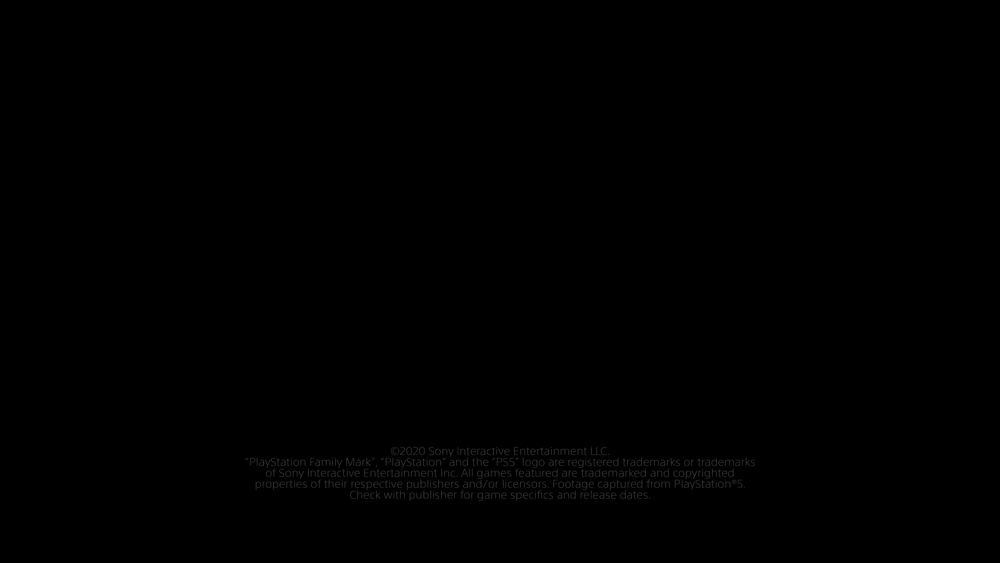 ©2020 Sony Interactive Entertainment LLC.
“PlayStation Family Mark”, “PlayStation” and the “PS5” logo are registered trademarks or trademarks
of Sony Interactive Entertainment Inc. All games featured are trademarked and copyrighted
properties of their respective publishers and/or licensors. Footage captured from PlayStation®5.
Check with publisher for game specifics and release dates.